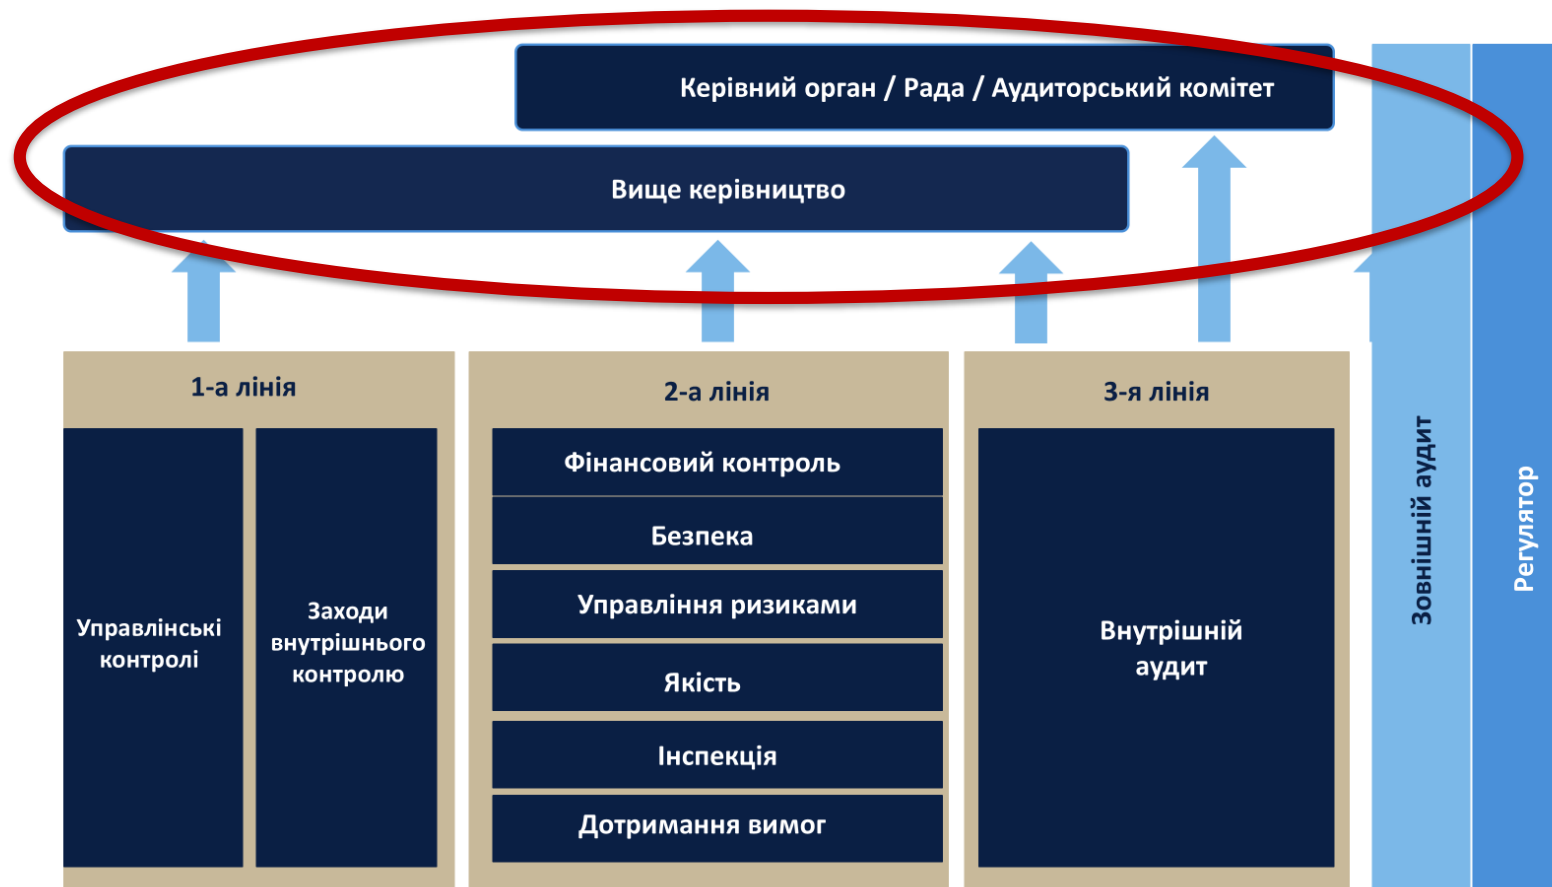 Керівний орган / Рада / Аудиторський комітет
Вище керівництво
1-а лінія
Управлінські
контролі
Заходи
внутрішнього
контролю
2-а лінія
Фінансовий контроль
Безпека
Управління ризиками
Якість
Інспекція
Дотримання вимог
3-я лінія
Внутрішній
аудит
Зовнішній аудит
Регулятор